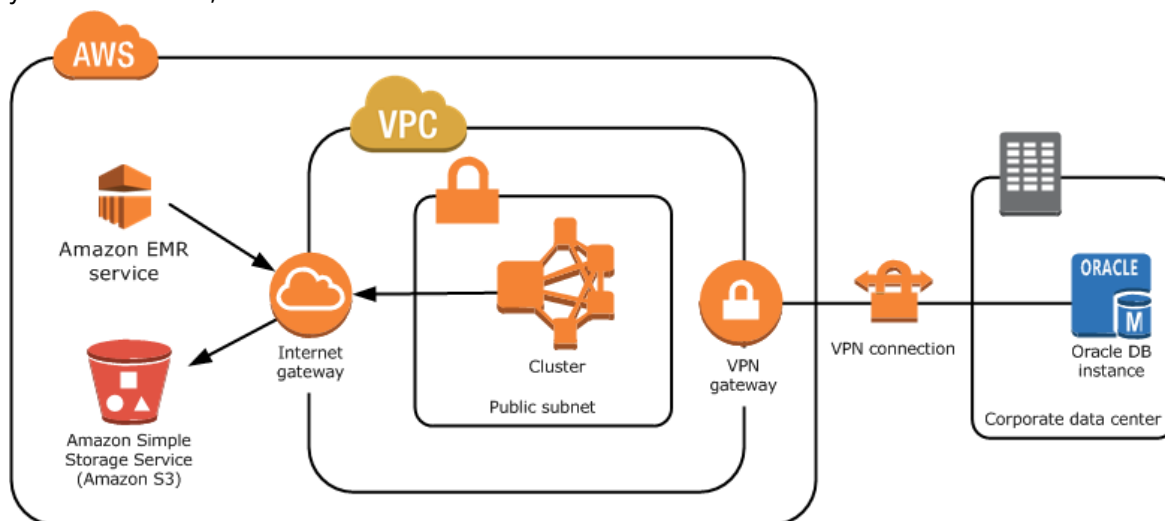 AWS
VPC
Amazon EMR
service
Internet
gateway
Cluster
Public subnet
VPN
gateway
VPN connection
ORACLE
M
Oracle DB
instance
Corporate data center
Amazon Simple
Storage Service
(Amazon S3)